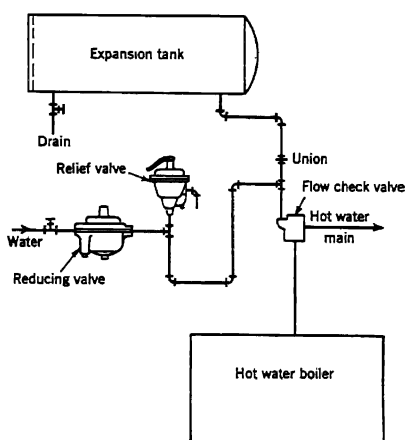 Expansion tank
Drain
Union
Relief valve
Flow check valve
Hot water
main
Water
Reducing valve
Hot water boiler